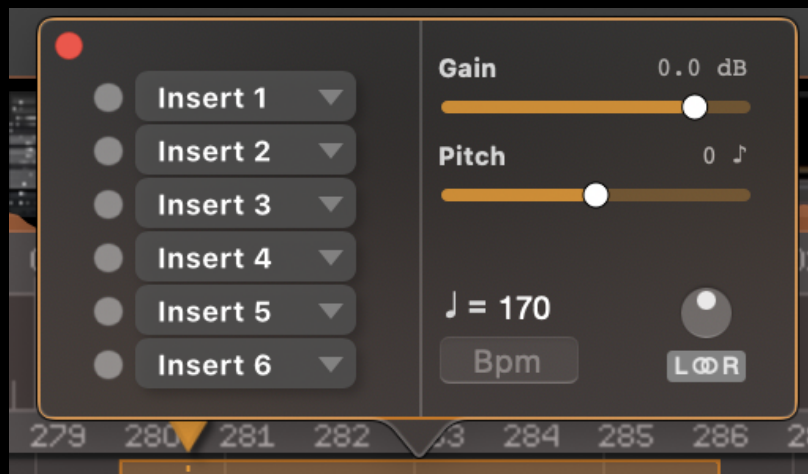 Insert 1
Insert 2
Insert 3
Insert 4
Insert 5
Insert 6
Gain 0.0 dB
Pitch 0 ♪
♩ = 170
Bpm
L R
279 280 281 282 284 285 286